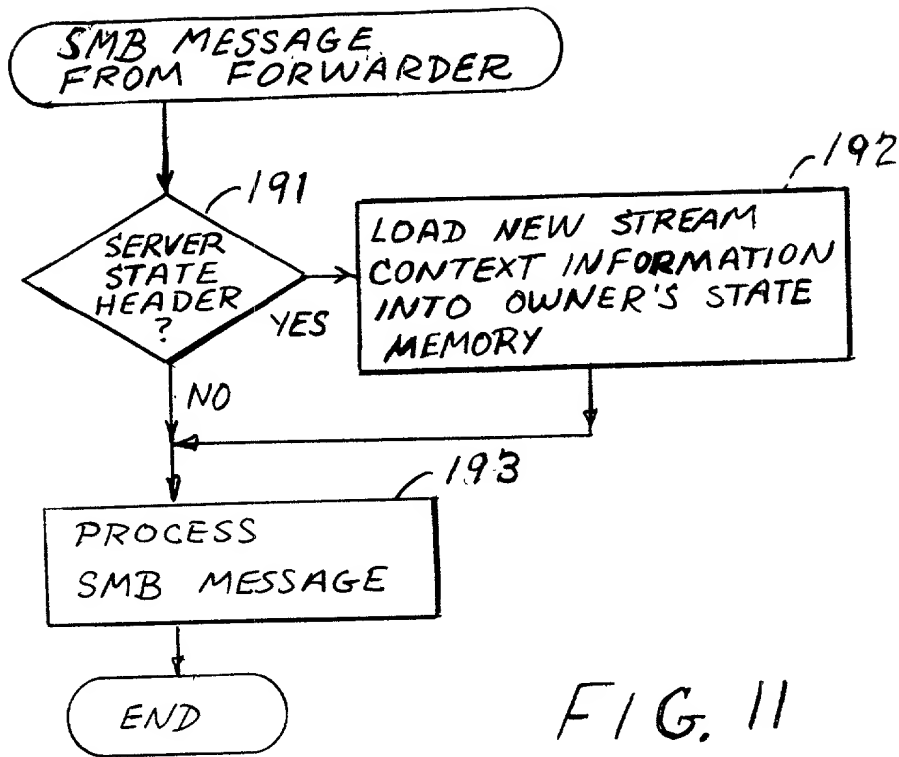 SMB MESSAGE
FROM FORWARDER
191
192
SERVER
STATE
HEADER
?
YES
NO
LOAD NEW STREAM
CONTEXT INFORMATION
INTO OWNER'S STATE
MEMORY
193
PROCESS
SMB MESSAGE
END
FIG. 11